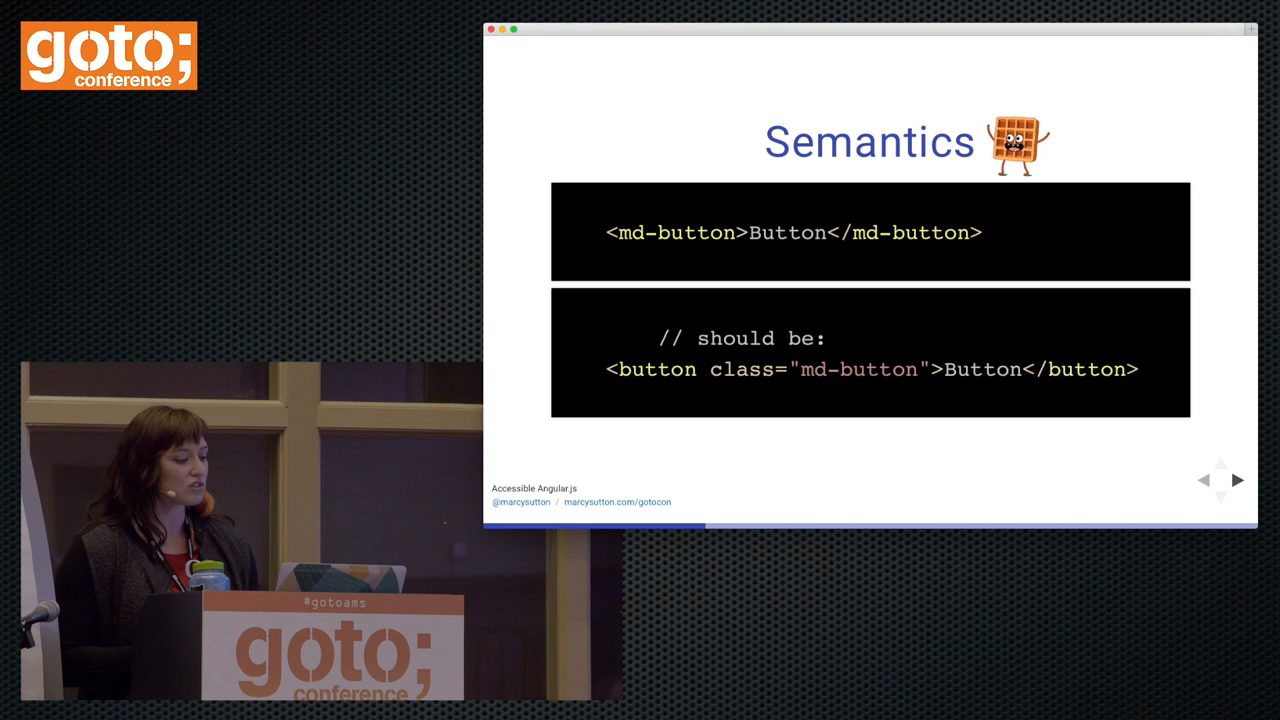 goto;
conference
Semantics
<md-button>Button</md-button>
// should be:
<button class="md-button">Button</button>
Accessible Angular.js
@marcysutton / marcysutton.com/gotocon
#gotoams
goto;
conference